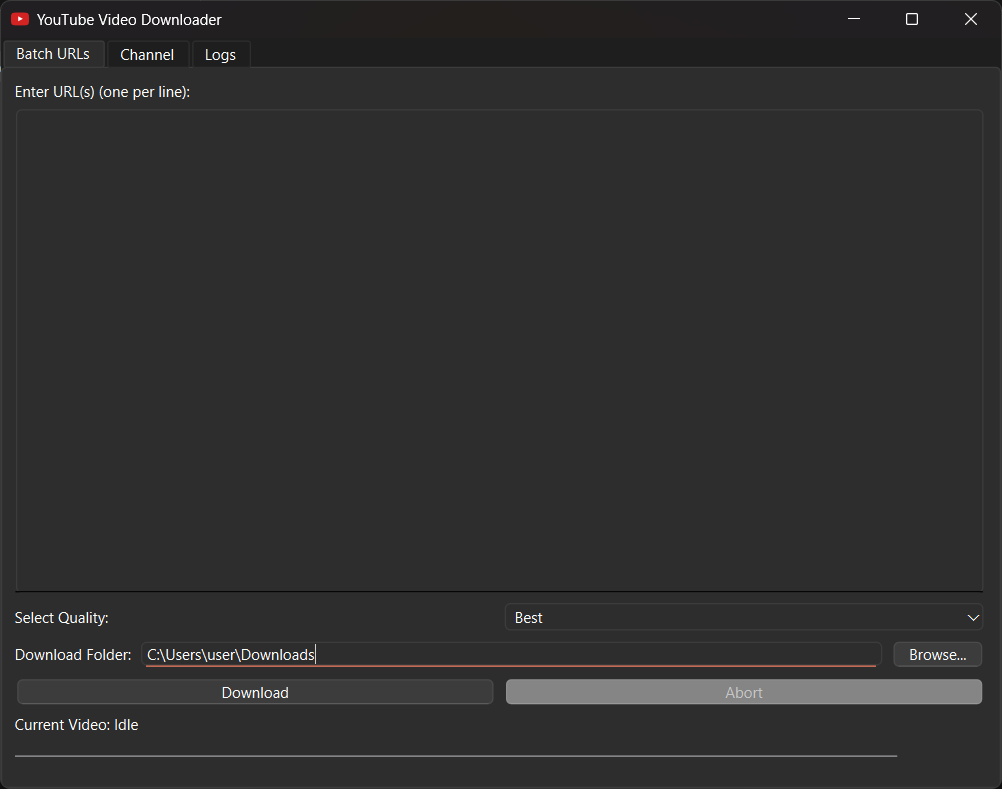 YouTube Video Downloader
Batch URLs Channel Logs
Enter URL(s) (one per line):
Select Quality: Best
Download Folder: C:\Users\user\Downloads Browse...
Download Abort
Current Video: Idle